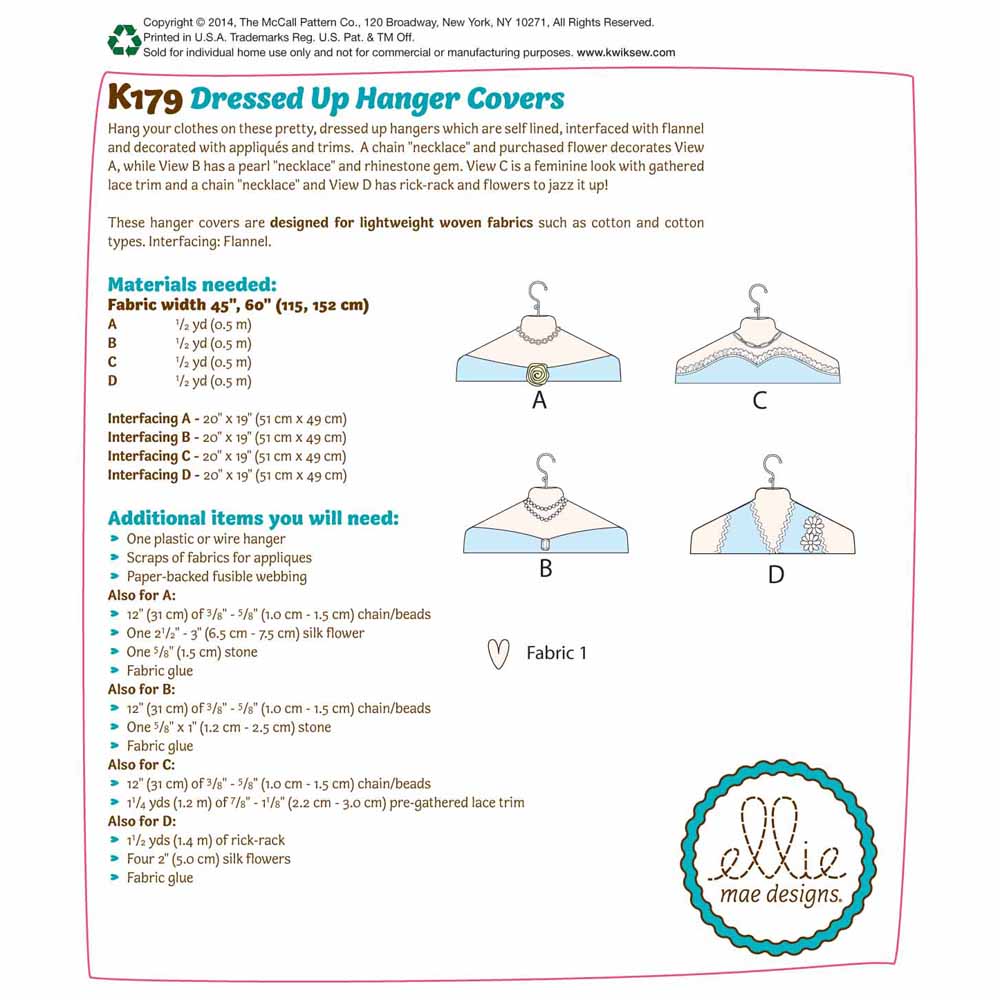 Copyright © 2014, The McCall Pattern Co., 120 Broadway, New York, NY 10271, All Rights Reserved.
Printed in U.S.A. Trademarks Reg. U.S. Pat. & TM Off.
Sold for individual home use only and not for commercial or manufacturing purposes. www.kwiksew.com
K179 Dressed Up Hanger Covers
Hang your clothes on these pretty, dressed up hangers which are self lined, interfaced with flannel
and decorated with appliqués and trims. A chain "necklace" and purchased flower decorates View
A, while View B has a pearl "necklace" and rhinestone gem. View C is a feminine look with gathered
lace trim and a chain "necklace" and View D has rick-rack and flowers to jazz it up!
These hanger covers are designed for lightweight woven fabrics such as cotton and cotton
types. Interfacing: Flannel.
Materials needed:
Fabric width 45", 60" (115, 152 cm)
A 1/2 yd (0.5 m)
B 1/2 yd (0.5 m)
C 1/2 yd (0.5 m)
D 1/2 yd (0.5 m)
Interfacing A - 20" x 19" (51 cm x 49 cm)
Interfacing B - 20" x 19" (51 cm x 49 cm)
Interfacing C - 20" x 19" (51 cm x 49 cm)
Interfacing D - 20" x 19" (51 cm x 49 cm)
Additional items you will need:
One plastic or wire hanger
Scraps of fabrics for appliques
Paper-backed fusible webbing
Also for A:
12" (31 cm) of 3/8" - 5/8" (1.0 cm - 1.5 cm) chain/beads
One 2 1/2" - 3" (6.5 cm - 7.5 cm) silk flower
One 5/8" (1.5 cm) stone
Fabric glue
Also for B:
12" (31 cm) of 3/8" - 5/8" (1.0 cm - 1.5 cm) chain/beads
One 5/8" x 1" (1.2 cm - 2.5 cm) stone
Fabric glue
Also for C:
12" (31 cm) of 3/8" - 5/8" (1.0 cm - 1.5 cm) chain/beads
1 1/4 yds (1.2 m) of 7/8" - 1 1/8" (2.2 cm - 3.0 cm) pre-gathered lace trim
Also for D:
1 1/2 yds (1.4 m) of rick-rack
Four 2" (5.0 cm) silk flowers
Fabric glue
A
C
B
D
Fabric 1
ellie
mae designs.